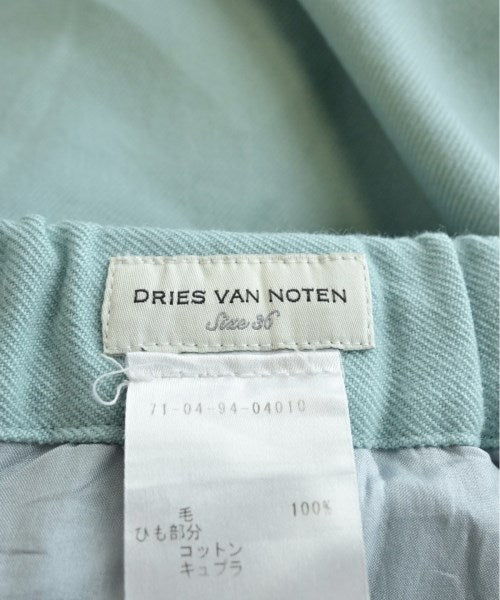 DRIES VAN NOTEN
Size 36
71-04-94-04010
毛 100%
ひも部分
コットン
キュプラ